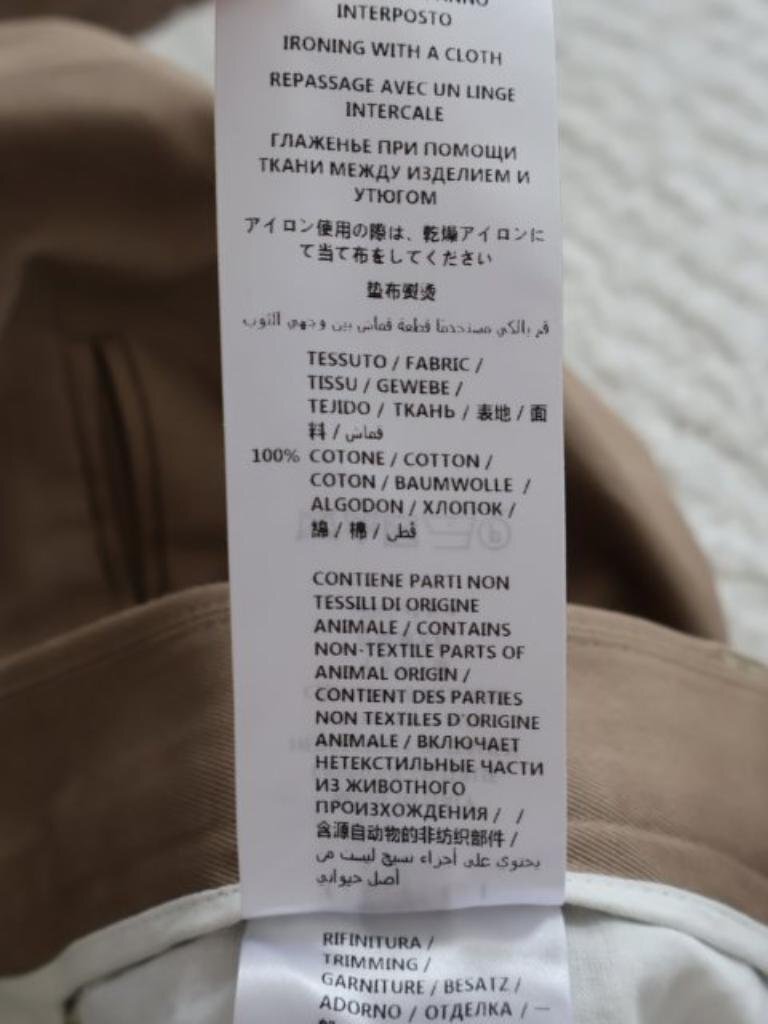 INTERPOSTO
IRONING WITH A CLOTH
REPASSAGE AVEC UN LINGE
INTERCALE
ГЛАЖЕНЬЕ ПРИ ПОМОЩИ
ТКАНИ МЕЖДУ ИЗДЕЛИЕМ И
УТЮГОМ
アイロン使用の際は、乾燥アイロンに
て当て布をしてください
垫布熨烫
قم بالكي مستخدمًا قطعة قماش بين وجهي الثوب
TESSUTO / FABRIC /
TISSU / GEWEBE /
TEJIDO / ТКАНЬ / 表地 / 面
料 / قماش
100% COTONE / COTTON /
COTON / BAUMWOLLE /
ALGODON / ХЛОПОК /
綿 / 棉 / قطن
CONTIENE PARTI NON
TESSILI DI ORIGINE
ANIMALE / CONTAINS
NON-TEXTILE PARTS OF
ANIMAL ORIGIN /
CONTIENT DES PARTIES
NON TEXTILES D'ORIGINE
ANIMALE / ВКЛЮЧАЕТ
НЕТЕКСТИЛЬНЫЕ ЧАСТИ
ИЗ ЖИВОТНОГО
ПРОИЗХОЖДЕНИЯ / /
含源自动物的非纺织部件 /
يحتوي على أجزاء نسيج ليست من
أصل حيواني
RIFINITURA /
TRIMMING /
GARNITURE / BESATZ /
ADORNO / ОТДЕЛКА /